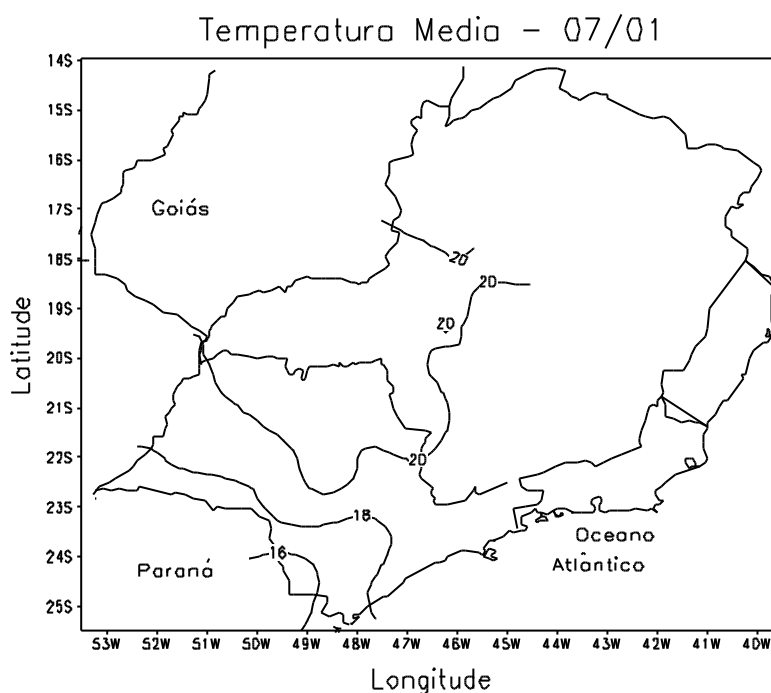 Temperatura Media - 07/01
14S
15S
16S
17S
18S
19S
20S
21S
22S
23S
24S
25S
Latitude
Goiás
20
20
20
20
18
16
Paraná
Oceano
Atlântico
53W 52W 51W 50W 49W 48W 47W 46W 45W 44W 43W 42W 41W 40W
Longitude